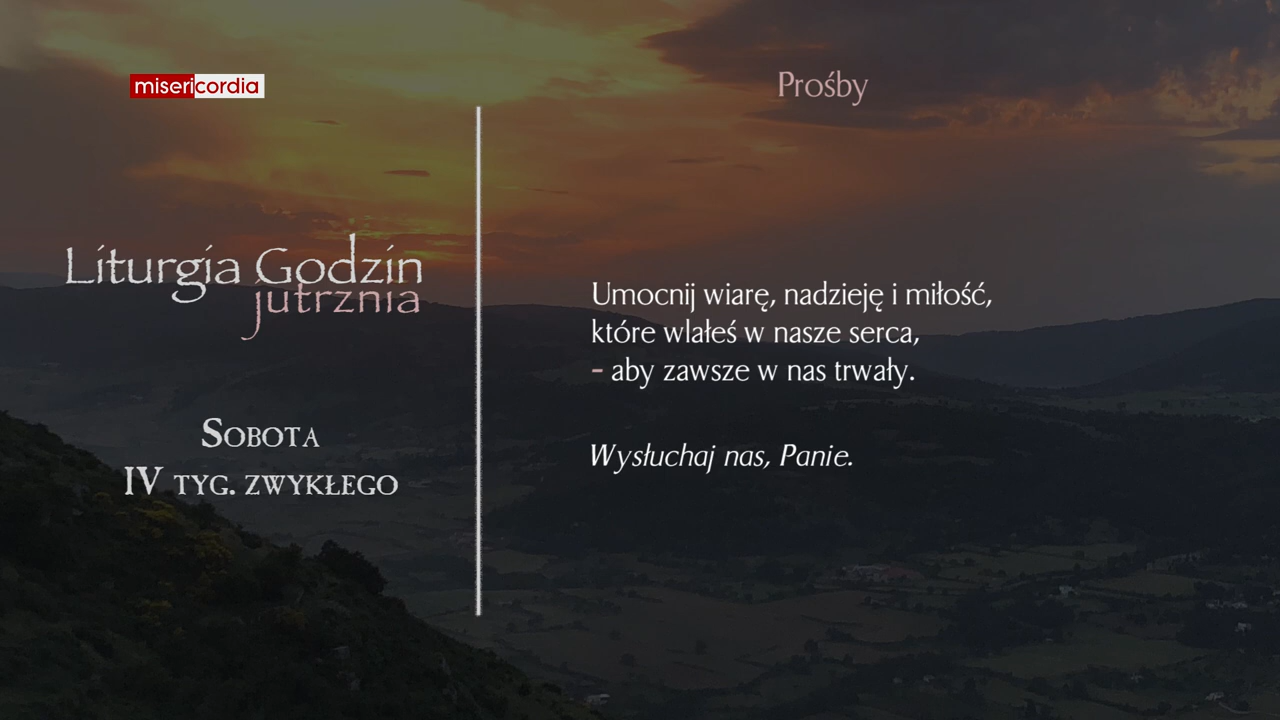 misericordia
Liturgia Godzin
jutrznia
Sobota
IV tyg. zwykłego
Prośby
Umocnij wiarę, nadzieję i miłość,
które wlałeś w nasze serca,
- aby zawsze w nas trwały.
Wysłuchaj nas, Panie.